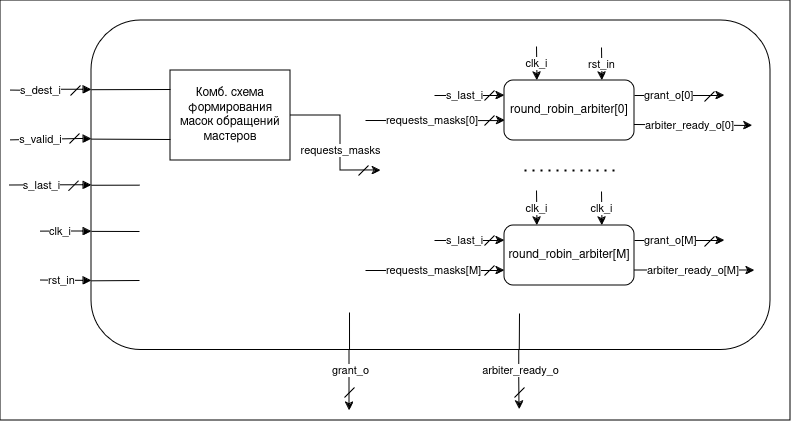 s_dest_i
s_valid_i
s_last_i
clk_i
rst_in
Комб. схема
формирования
масок обращений
мастеров
requests_masks
clk_i
rst_in
s_last_i
requests_masks[0]
round_robin_arbiter[0]
grant_o[0]
arbiter_ready_o[0]
clk_i
clk_i
s_last_i
requests_masks[M]
round_robin_arbiter[M]
grant_o[M]
arbiter_ready_o[M]
grant_o
arbiter_ready_o